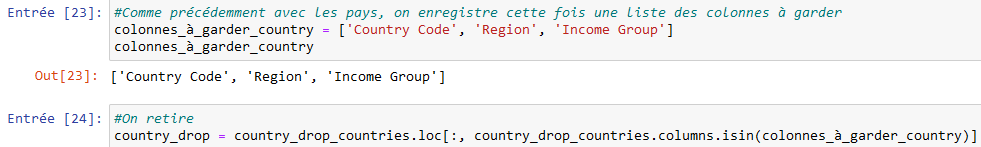 Entrée [23]: #Comme précédemment avec les pays, on enregistre cette fois une liste des colonnes à garder
colonnes_à_garder_country = ['Country Code', 'Region', 'Income Group']
colonnes_à_garder_country
Out[23]: ['Country Code', 'Region', 'Income Group']
Entrée [24]: #On retire
country_drop = country_drop_countries.loc[:, country_drop_countries.columns.isin(colonnes_à_garder_country)]